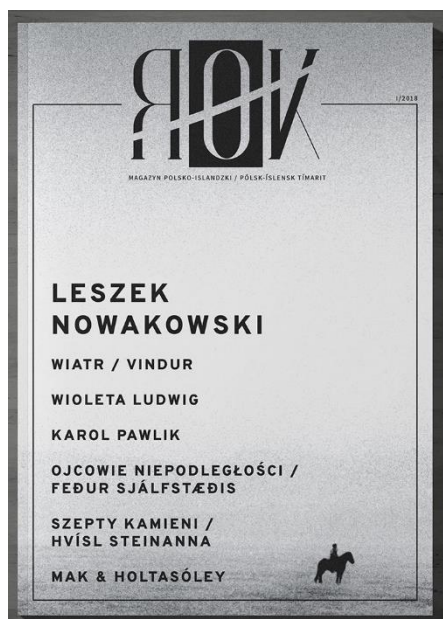 ROK
I/2018
MAGAZYN POLSKO-ISLANDZKI / PÓLSK-ÍSLENSK TÍMARIT
LESZEK
NOWAKOWSKI
WIATR / VINDUR
WIOLETA LUDWIG
KAROL PAWLIK
OJCOWIE NIEPODLEGŁOŚCI /
FEÐUR SJÁLFSTÆÐIS
SZEPTY KAMIENI /
HVÍSL STEINANNA
MAK & HOLTASÓLEY